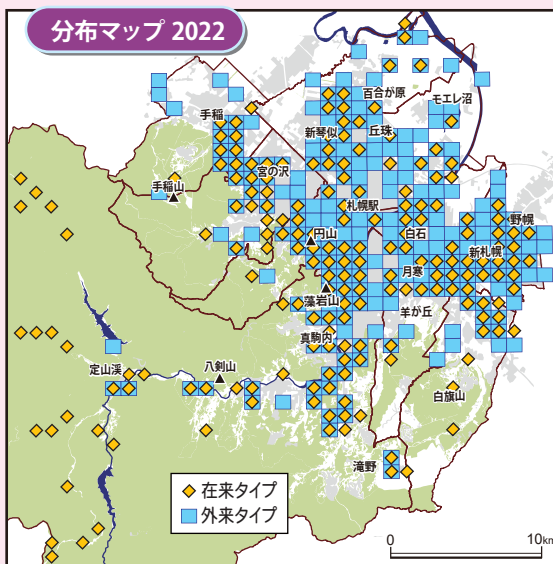 分布マップ 2022
百合が原
モエレ沼
手稲
新琴似
丘珠
宮の沢
手稲山
札幌駅
円山
白石
野幌
新札幌
月寒
藻岩山
羊が丘
真駒内
定山渓
八剣山
白旗山
滝野
在来タイプ
外来タイプ
0 10km